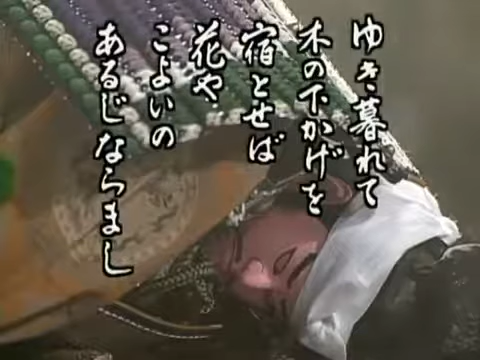 ゆき暮れて
木の下かげを
宿とせば
花や
こよいの
あるじならまし